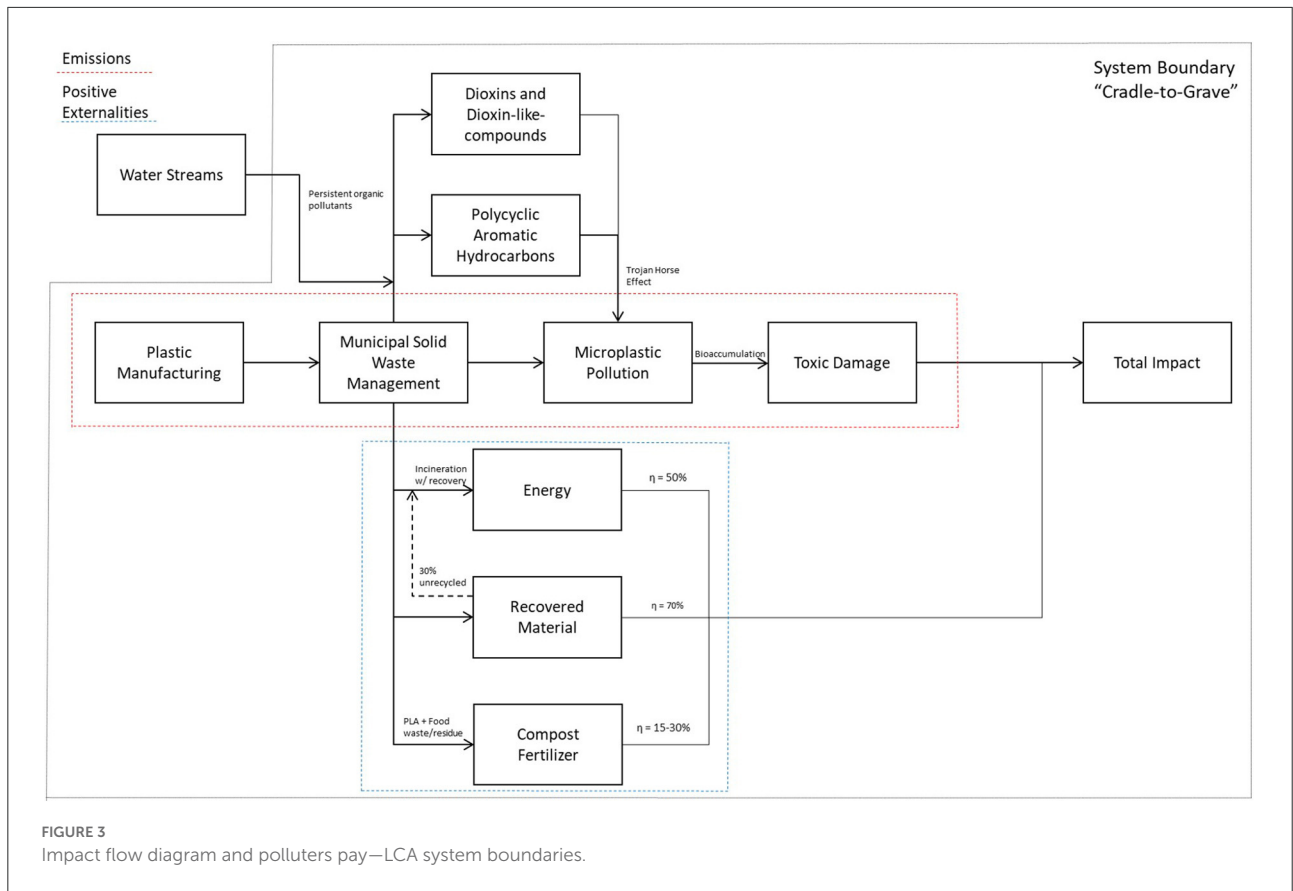 Emissions
Positive
Externalities
System Boundary
“Cradle-to-Grave”
Dioxins and
Dioxin-like-
compounds
Water Streams
Persistent organic
pollutants
Polycyclic
Aromatic
Hydrocarbons
Trojan Horse
Effect
Plastic
Manufacturing
Municipal Solid
Waste
Management
Microplastic
Pollution
Bioaccumulation
Toxic Damage
Total Impact
Incineration
w/ recovery
Energy
η = 50%
30%
unrecycled
Recovered
Material
η = 70%
PLA + Food
waste/residue
Compost
Fertilizer
η = 15-30%
FIGURE 3
Impact flow diagram and polluters pay—LCA system boundaries.